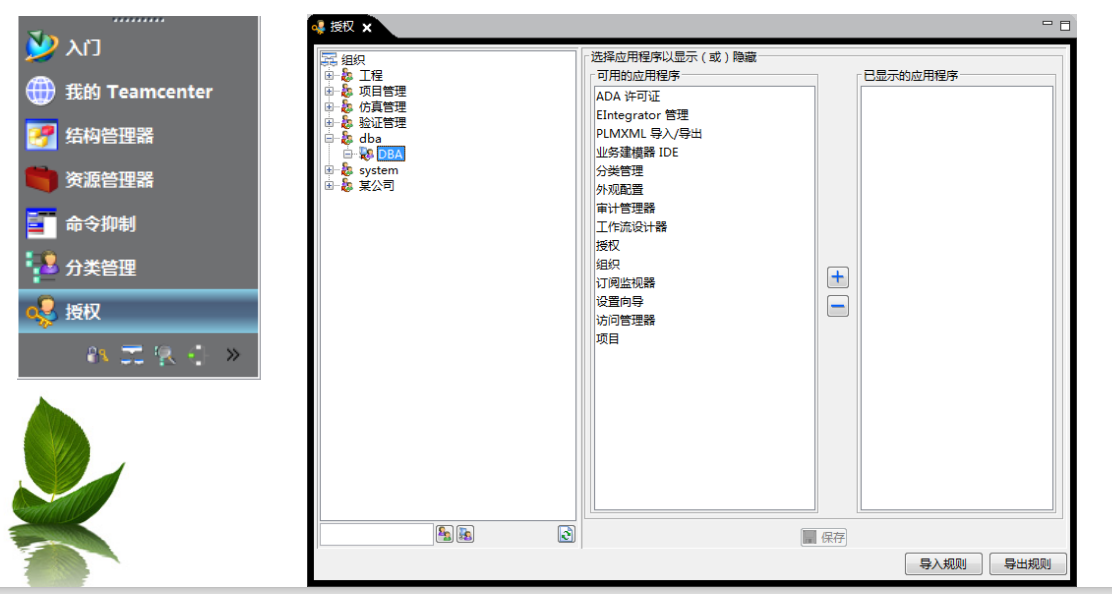 入门
我的 Teamcenter
结构管理器
资源管理器
命令抑制
分类管理
授权
授权
组织
工程
项目管理
仿真管理
验证管理
dba
DBA
system
某公司
选择应用程序以显示 ( 或 ) 隐藏
可用的应用程序
ADA 许可证
EIntegrator 管理
PLMXML 导入/导出
业务建模器 IDE
分类管理
外观配置
审计管理器
工作流设计器
授权
组织
订阅监视器
设置向导
访问管理器
项目
已显示的应用程序
保存
导入规则
导出规则